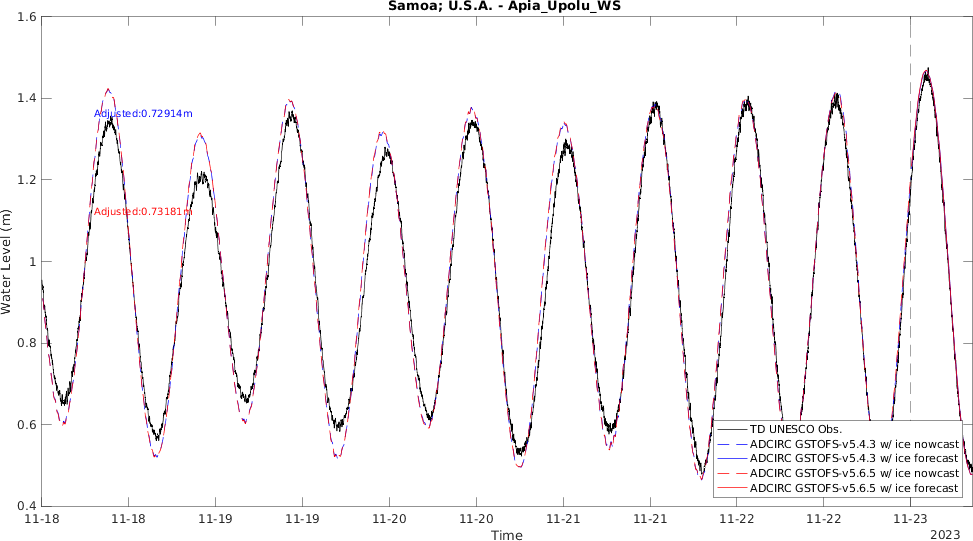 Samoa; U.S.A. - Apia_Upolu_WS
1.6
1.4
1.2
1
0.8
0.6
0.4
Water Level (m)
Adjusted:0.72914m
Adjusted:0.73181m
TD UNESCO Obs.
ADCIRC GSTOFS-v5.4.3 w/ ice nowcast
ADCIRC GSTOFS-v5.4.3 w/ ice forecast
ADCIRC GSTOFS-v5.6.5 w/ ice nowcast
ADCIRC GSTOFS-v5.6.5 w/ ice forecast
11-18 11-18 11-19 11-19 11-20 11-20 11-21 11-21 11-22 11-22 11-23
Time
2023